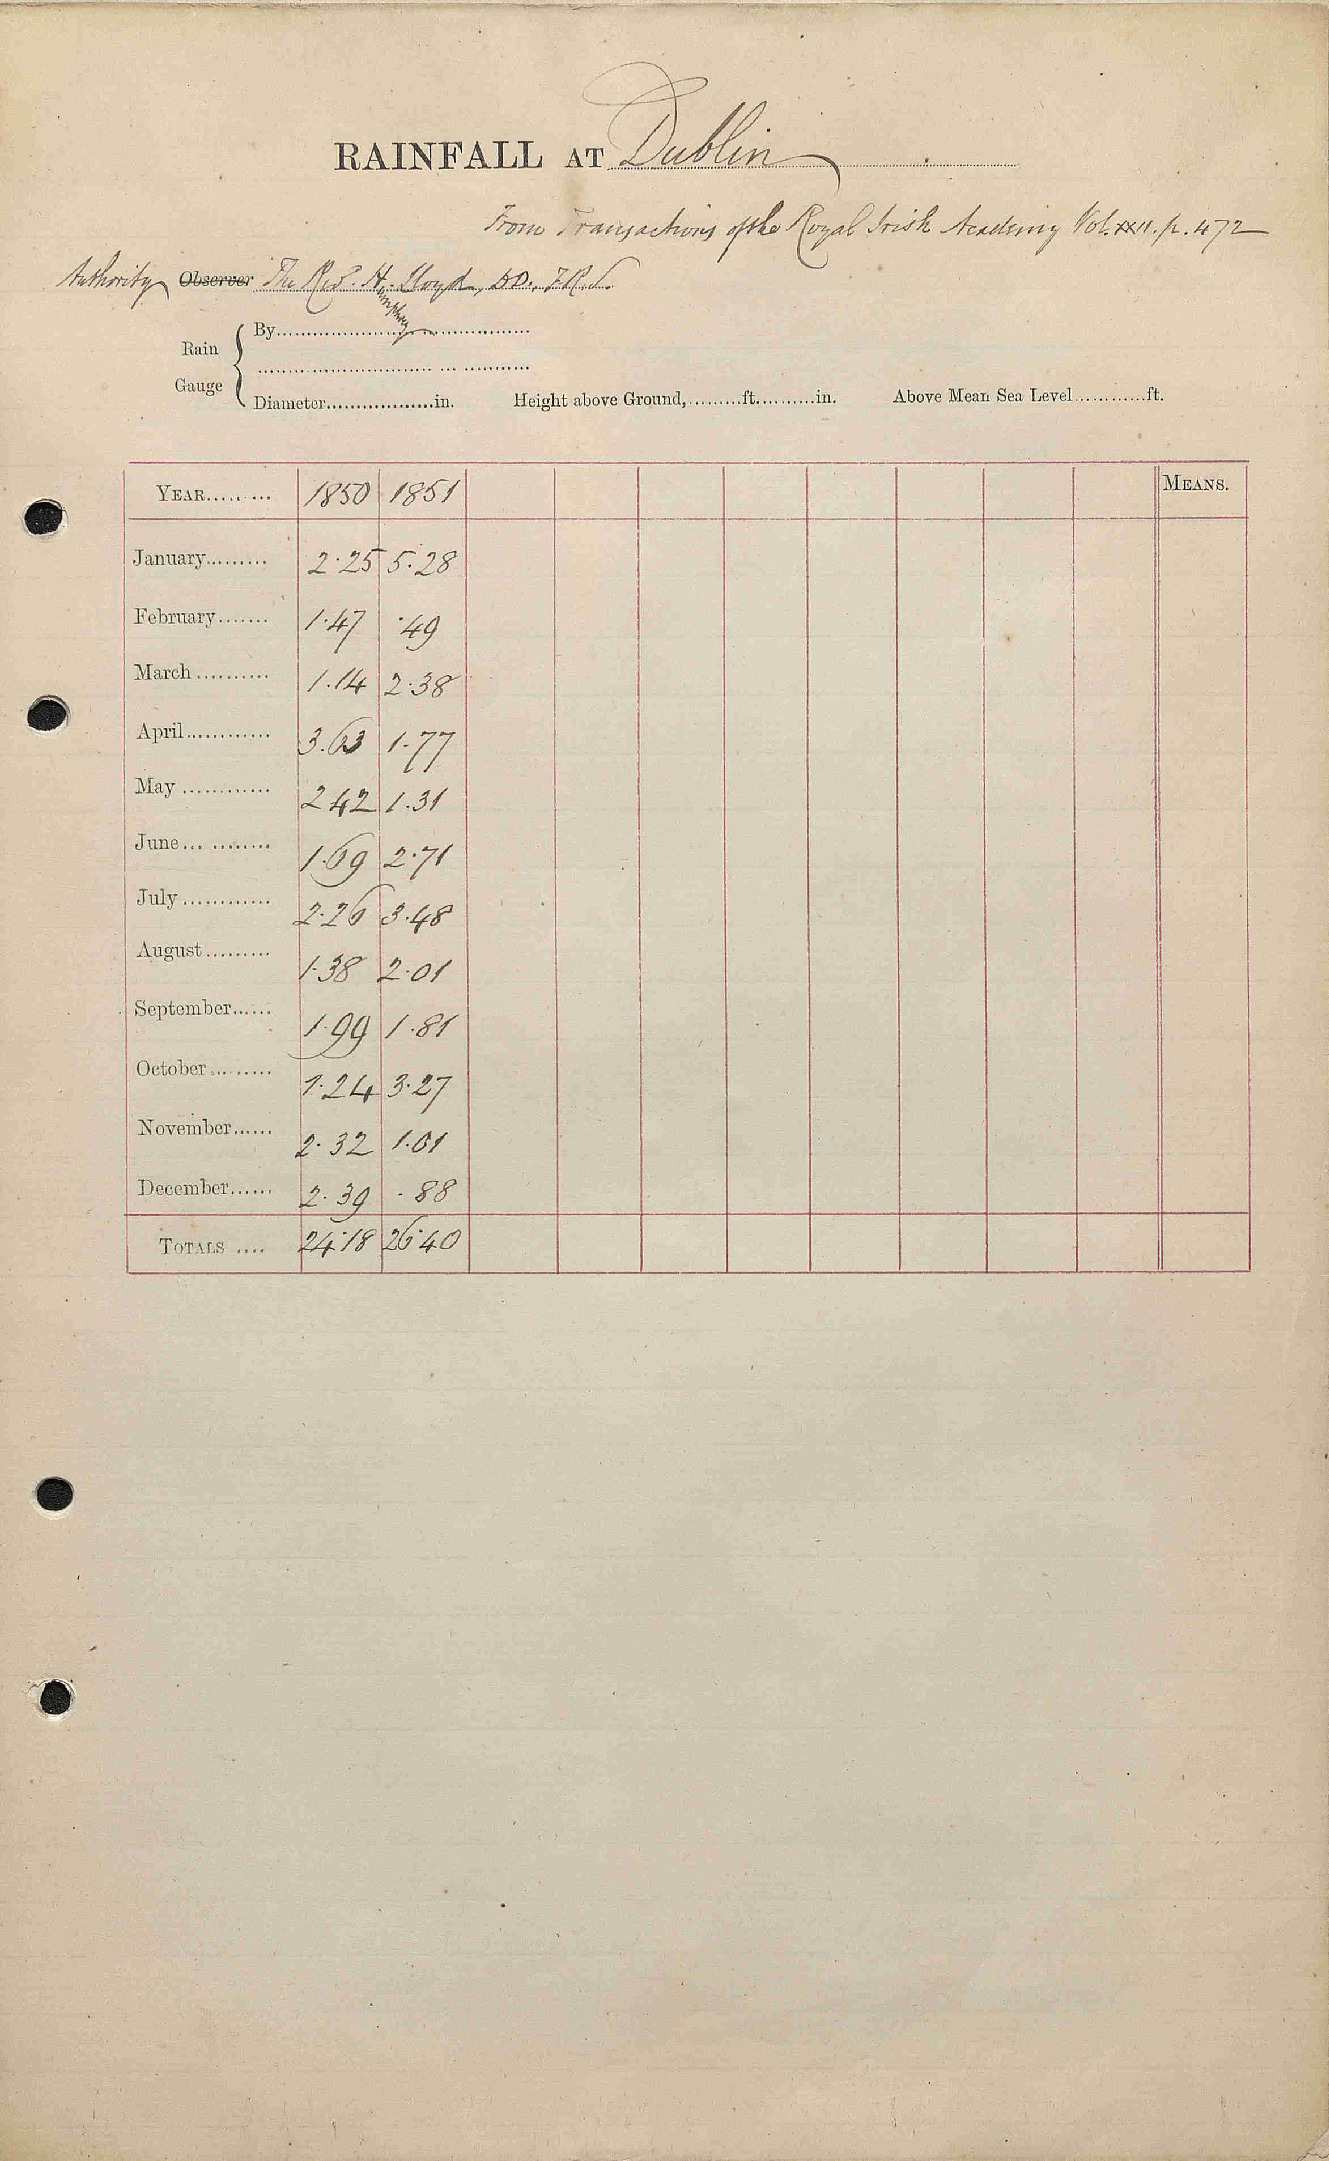 RAINFALL AT Dublin
From Transactions of the Royal Irish Academy Vol. XXII. p. 472
Authority Observer The Revd. H. Lloyd, D.D., F.R.S.
Humphrey
Rain Gauge
By
Diameter in. Height above Ground, ft. in. Above Mean Sea Level ft.
YEAR 1850 1851 MEANS.
January 2.25 5.28
February 1.47 .49
March 1.14 2.38
April 3.63 1.77
May 2 42 1.31
June 1.69 2.71
July 2.26 3.48
August 1.38 2.01
September 1.99 1.81
October 1.24 3.27
November 2.32 1.01
December 2.39 .88
TOTALS 24.18 26.40